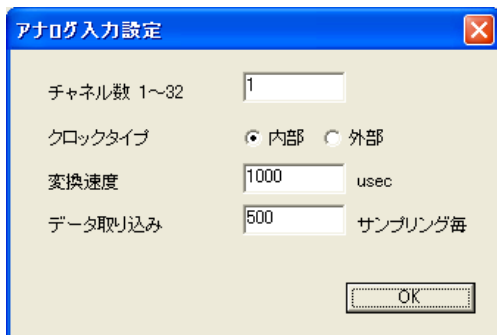 アナログ入力設定
チャネル数 1～32 1
クロックタイプ 内部 外部
変換速度 1000 usec
データ取り込み 500 サンプリング毎
OK